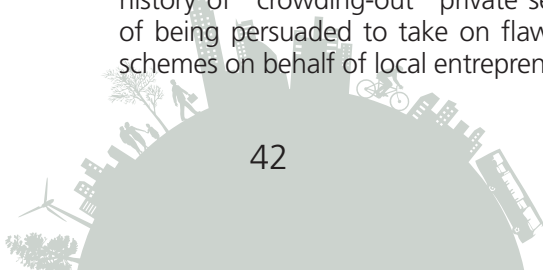 history of "crowding-out" private se
of being persuaded to take on flaw
schemes on behalf of local entrepren
42